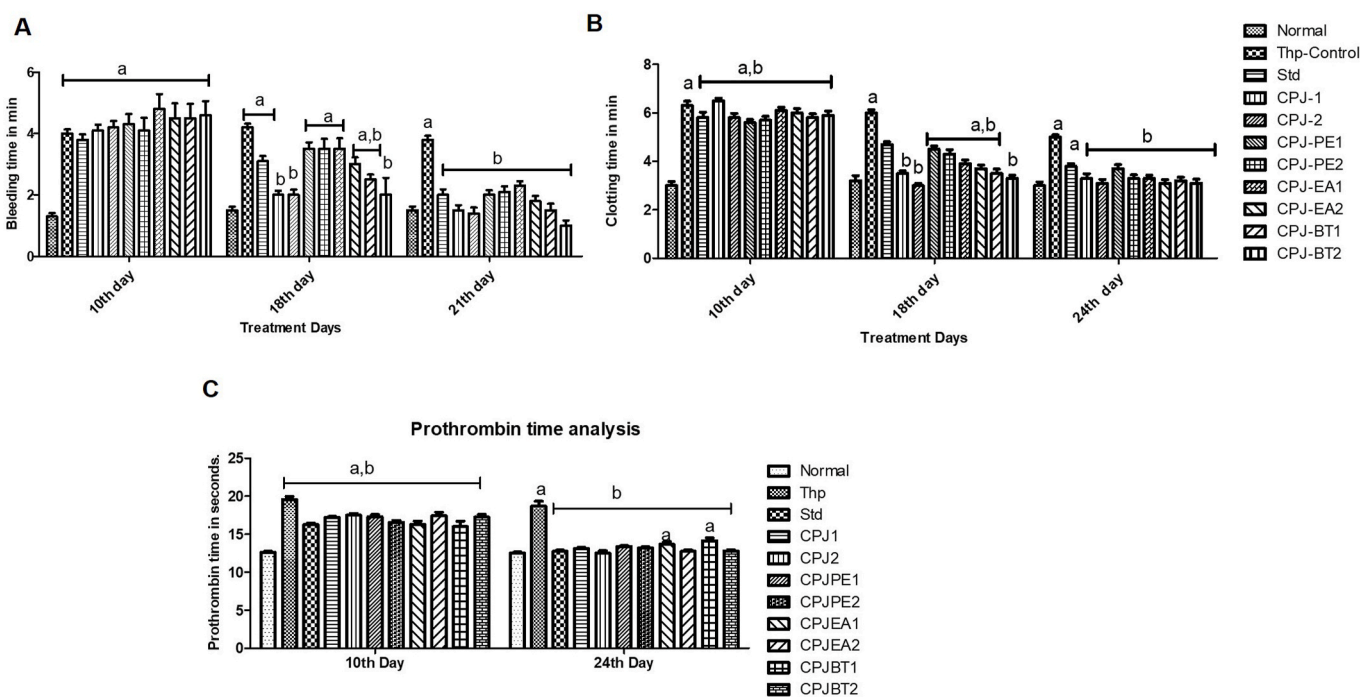 A
Bleeding time in min
6
4
2
0
a
a
b b
a
a,b
b
a
b
10th day
18th day
21th day
Treatment Days
B
Clotting time in min
8
6
4
2
0
a
a,b
a
b
b
a,b
b
a
a
b
10th day
18th day
24th day
Treatment Days
Normal
Thp-Control
Std
CPJ-1
CPJ-2
CPJ-PE1
CPJ-PE2
CPJ-EA1
CPJ-EA2
CPJ-BT1
CPJ-BT2
C
Prothrombin time analysis
Prothrombin time in seconds.
25
20
15
10
5
0
a,b
a
b
a
a
10th Day
24th Day
Normal
Thp
Std
CPJ1
CPJ2
CPJPE1
CPJPE2
CPJEA1
CPJEA2
CPJBT1
CPJBT2